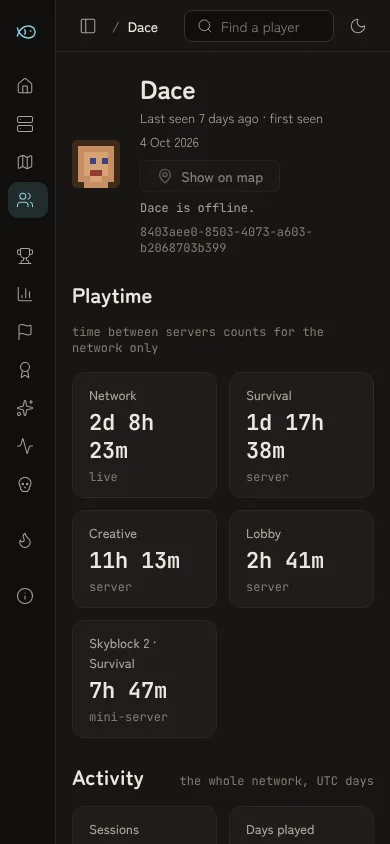 / Dace
Find a player
Dace
Last seen 7 days ago · first seen
4 Oct 2026
Show on map
Dace is offline.
8403aee0-8503-4073-a603-
b2068703b399
Playtime
time between servers counts for the
network only
Network
2d 8h
23m
live
Survival
1d 17h
38m
server
Creative
11h 13m
server
Lobby
2h 41m
server
Skyblock 2 ·
Survival
7h 47m
mini-server
Activity
the whole network, UTC days
Sessions
Days played